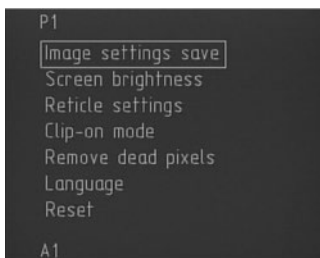 P1
Image settings save
Screen brightness
Reticle settings
Clip-on mode
Remove dead pixels
Language
Reset
A1